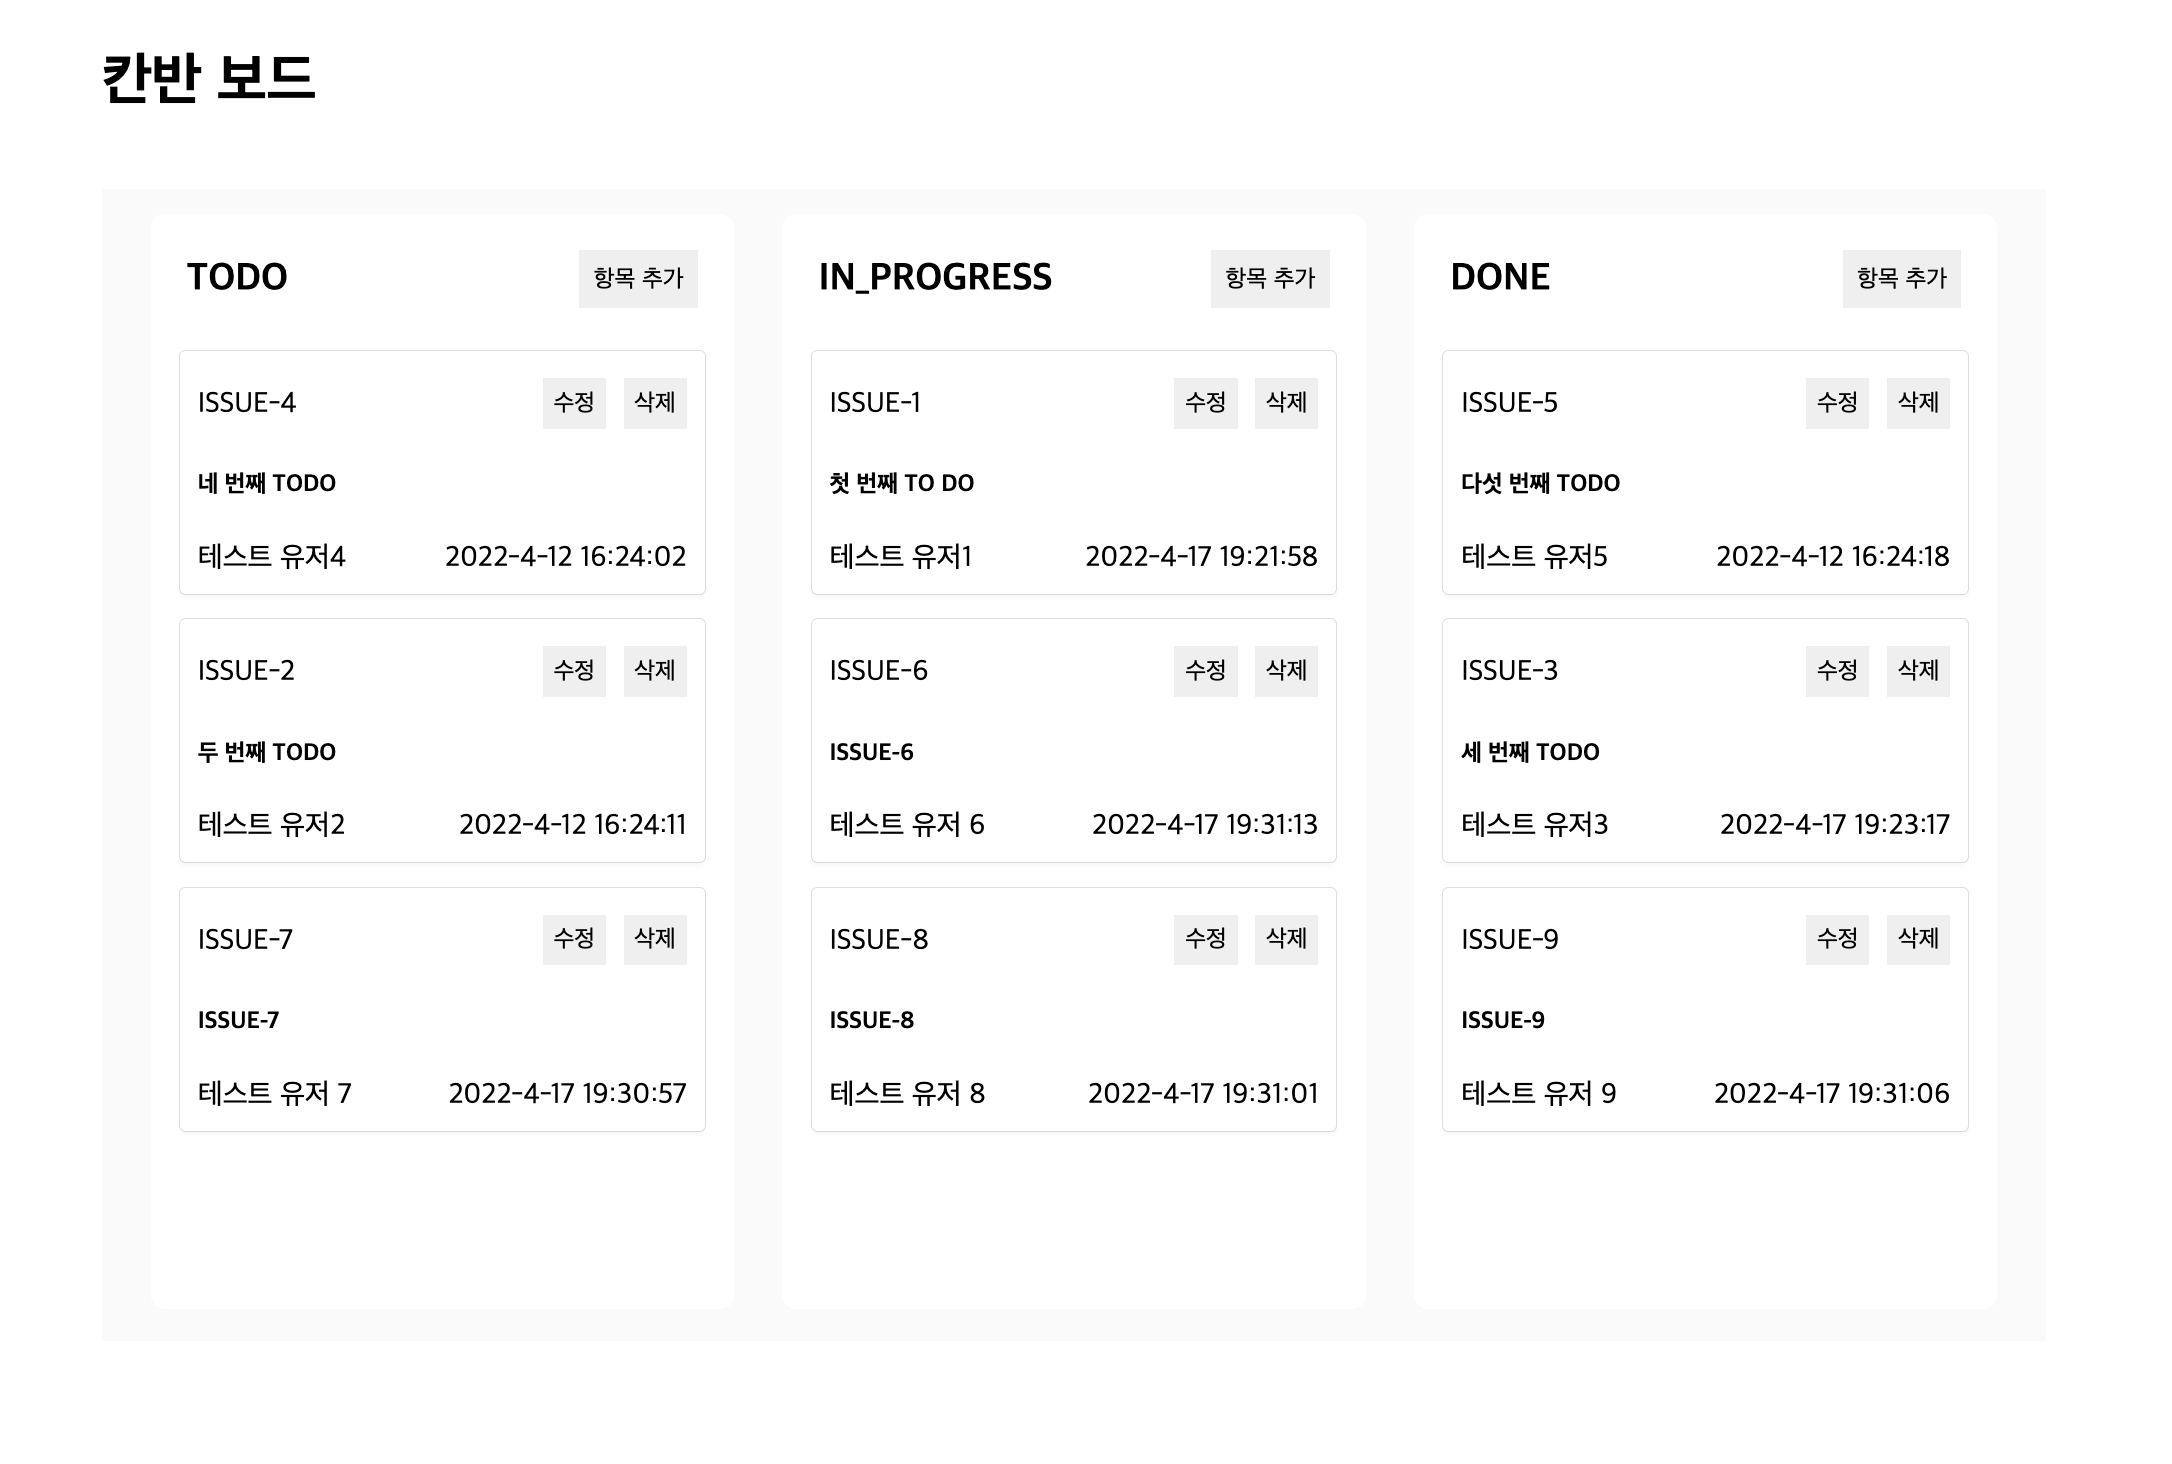 칸반 보드
TODO
항목 추가
ISSUE-4
수정
삭제
네 번째 TODO
테스트 유저4
2022-4-12 16:24:02
ISSUE-2
수정
삭제
두 번째 TODO
테스트 유저2
2022-4-12 16:24:11
ISSUE-7
수정
삭제
ISSUE-7
테스트 유저 7
2022-4-17 19:30:57
IN_PROGRESS
항목 추가
ISSUE-1
수정
삭제
첫 번째 TO DO
테스트 유저1
2022-4-17 19:21:58
ISSUE-6
수정
삭제
ISSUE-6
테스트 유저 6
2022-4-17 19:31:13
ISSUE-8
수정
삭제
ISSUE-8
테스트 유저 8
2022-4-17 19:31:01
DONE
항목 추가
ISSUE-5
수정
삭제
다섯 번째 TODO
테스트 유저5
2022-4-12 16:24:18
ISSUE-3
수정
삭제
세 번째 TODO
테스트 유저3
2022-4-17 19:23:17
ISSUE-9
수정
삭제
ISSUE-9
테스트 유저 9
2022-4-17 19:31:06